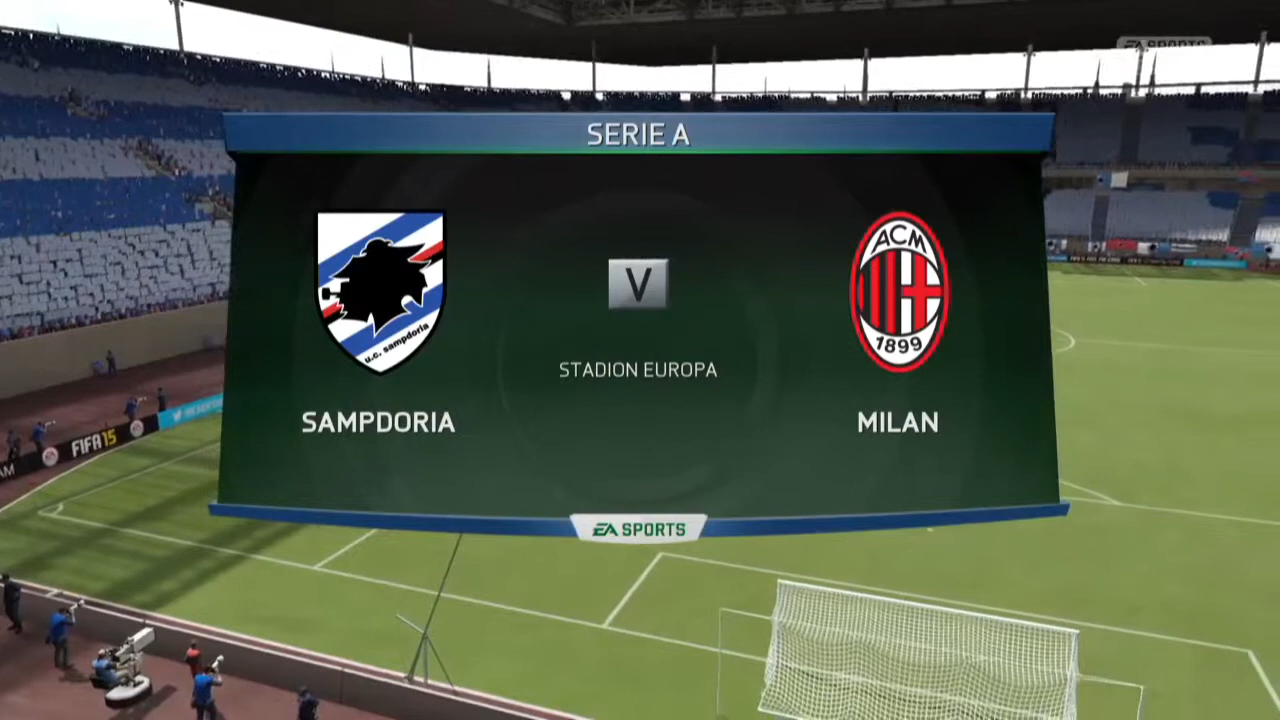 EA SPORTS
SERIE A
ACM
1899
u.c. sampdoria
V
STADION EUROPA
SAMPDORIA
MILAN
FIFA 15
EA SPORTS